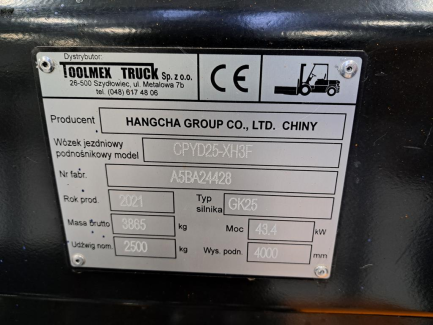 Dystrybutor:
TOOLMEX TRUCK Sp. z o.o.
26-500 Szydłowiec, ul. Metalowa 7b
tel. (048) 617 48 06
CE
Producent HANGCHA GROUP CO., LTD. CHINY
Wózek jezdniowy
podnośnikowy model CPYD25-XH3F
Nr fabr. A5BA24428
Rok prod. 2021 Typ silnika GK25
Masa brutto 3865 kg Moc 43.4 kW
Udźwig nom. 2500 kg Wys. podn. 4000 mm